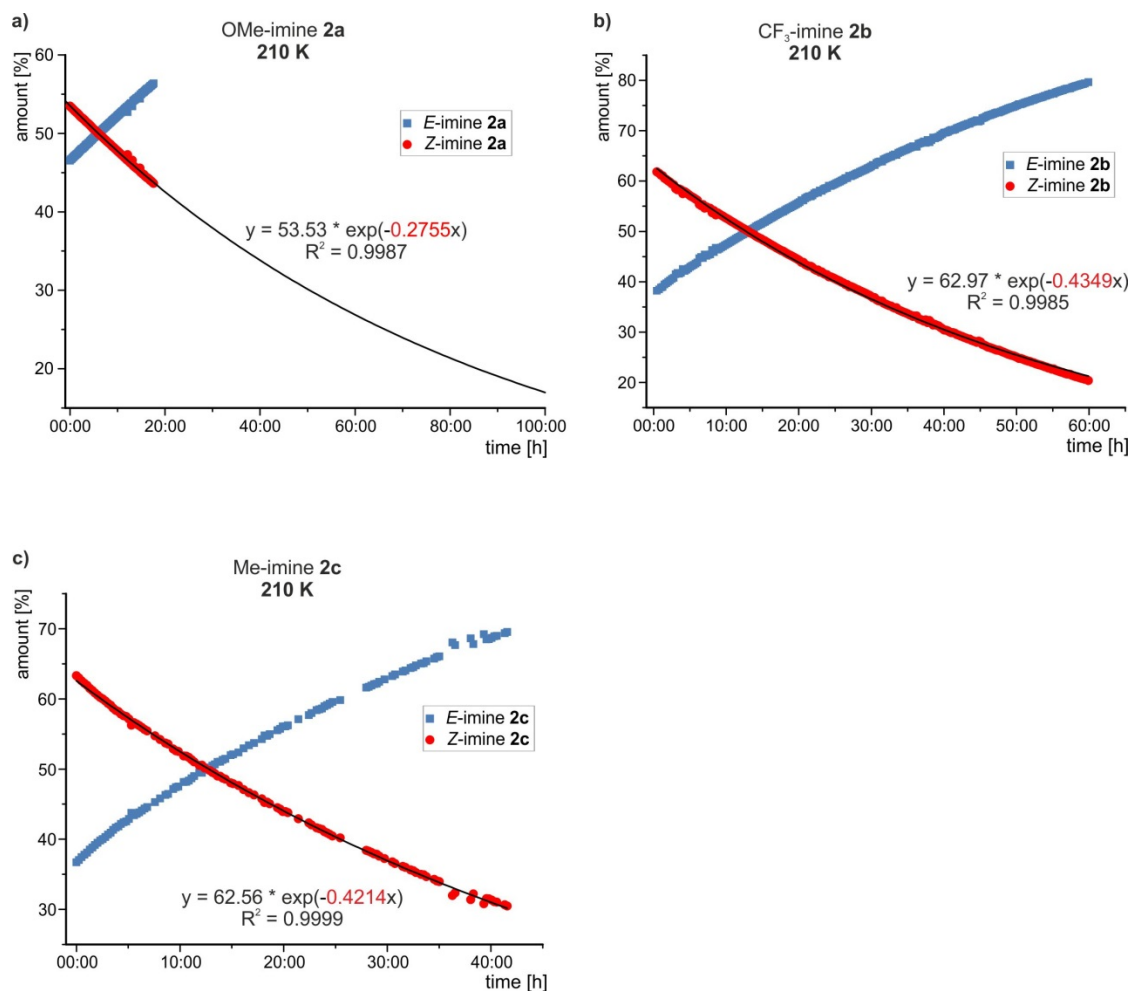 a)
OMe-imine 2a
210 K
amount [%]
60
50
40
30
20
00:00 20:00 40:00 60:00 80:00 100:00
time [h]
E-imine 2a
Z-imine 2a
y = 53.53 * exp(-0.2755x)
R² = 0.9987
b)
CF₃-imine 2b
210 K
amount [%]
80
70
60
50
40
30
20
00:00 10:00 20:00 30:00 40:00 50:00 60:00
time [h]
E-imine 2b
Z-imine 2b
y = 62.97 * exp(-0.4349x)
R² = 0.9985
c)
Me-imine 2c
210 K
amount [%]
70
60
50
40
30
00:00 10:00 20:00 30:00 40:00
time [h]
E-imine 2c
Z-imine 2c
y = 62.56 * exp(-0.4214x)
R² = 0.9999